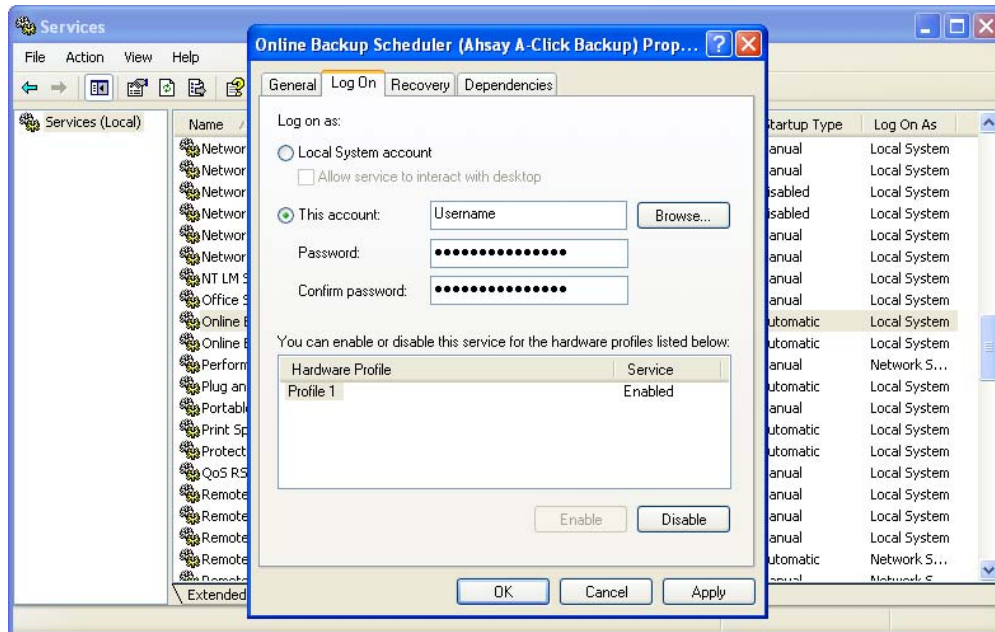 Services
File Action View Help
Services (Local)
Name
Startup Type Log On As
Networ anual Local System
Networ anual Local System
Networ isabled Local System
Networ isabled Local System
Networ anual Local System
Networ anual Local System
NT LM S anual Local System
Office S anual Local System
Online B utomatic Local System
Online B utomatic Local System
Perform anual Network S...
Plug an utomatic Local System
Portabl anual Local System
Print Sp utomatic Local System
Protect utomatic Local System
QoS RS anual Local System
Remote anual Local System
Remote anual Local System
Remote anual Local System
Remote utomatic Network S...
Extended
Online Backup Scheduler (Ahsay A-Click Backup) Prop...
General Log On Recovery Dependencies
Log on as:
Local System account
Allow service to interact with desktop
This account: Username Browse...
Password: •••••••••••••••
Confirm password: •••••••••••••••
You can enable or disable this service for the hardware profiles listed below:
Hardware Profile Service
Profile 1 Enabled
Enable Disable
OK Cancel Apply